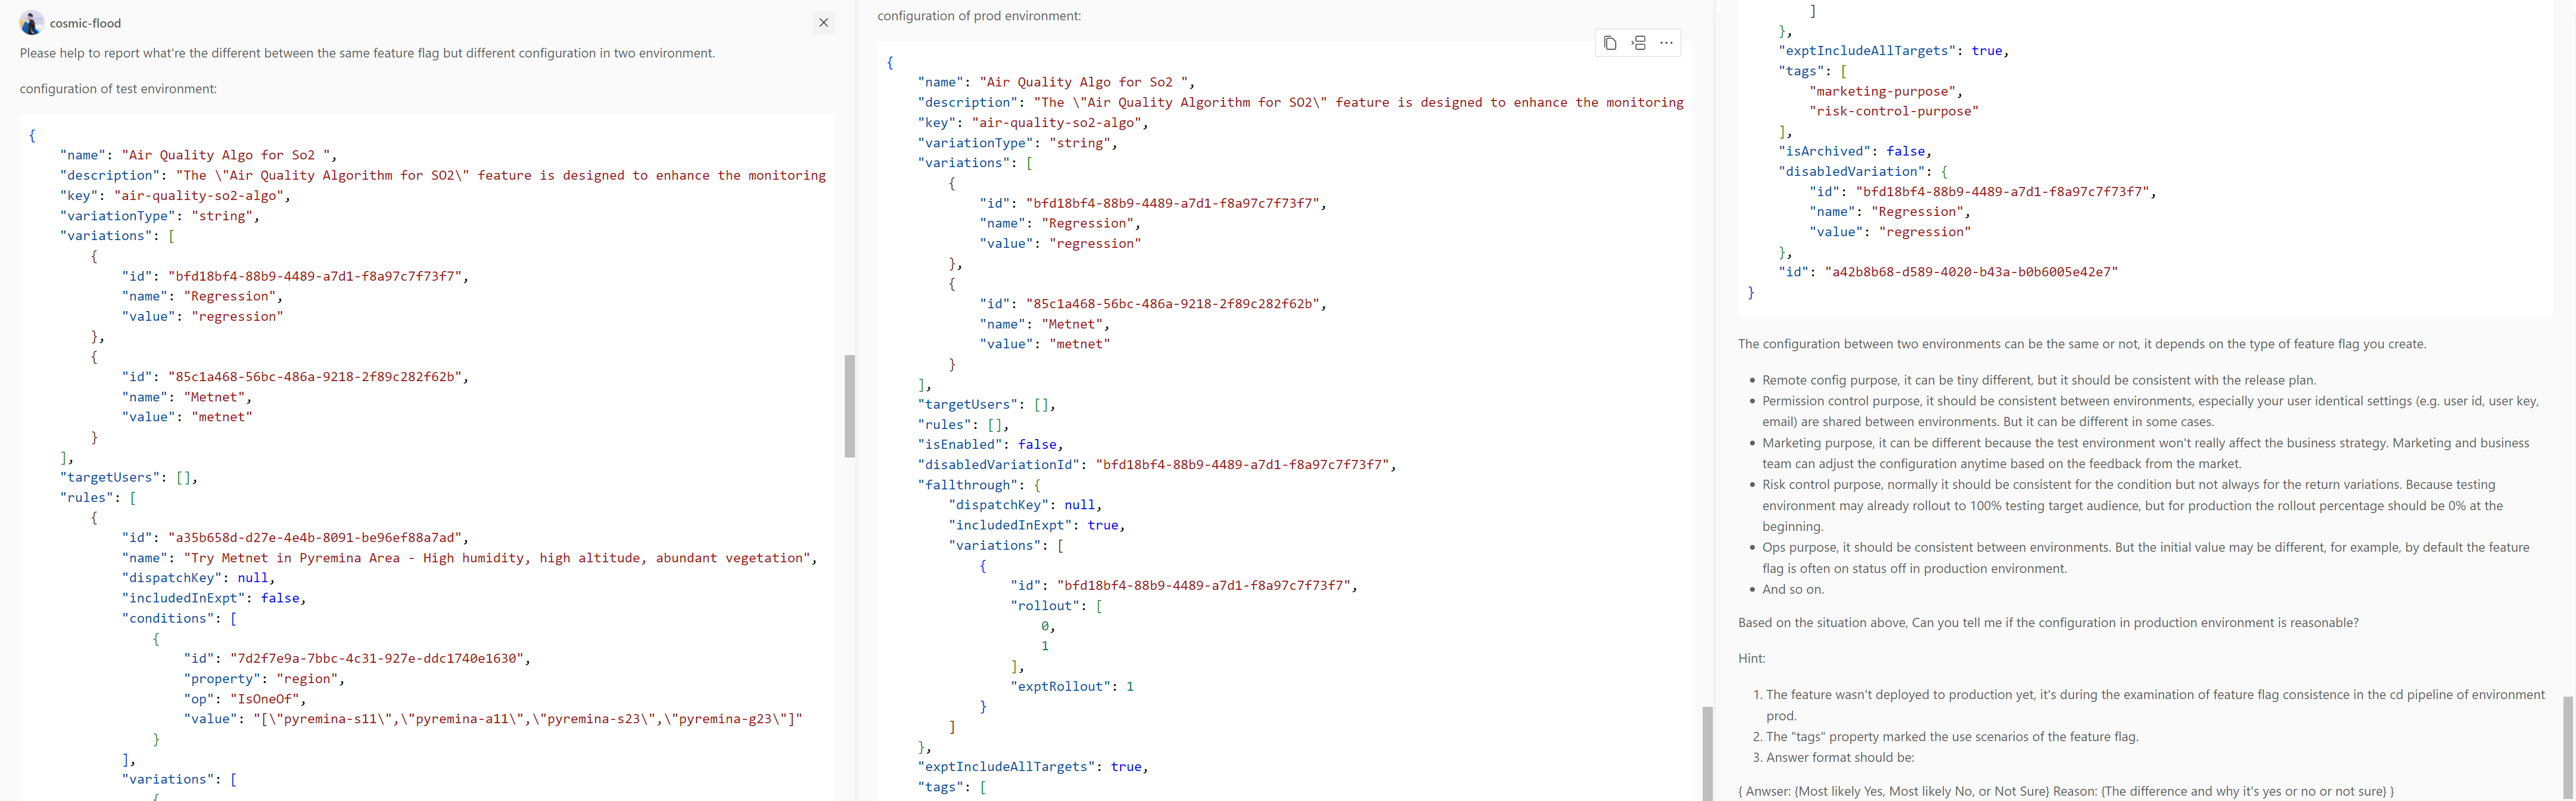 cosmic-flood
Please help to report what're the different between the same feature flag but different configuration in two environment.
configuration of test environment:
{
"name": "Air Quality Algo for So2 ",
"description": "The \"Air Quality Algorithm for SO2\" feature is designed to enhance the monitoring
"key": "air-quality-so2-algo",
"variationType": "string",
"variations": [
{
"id": "bfd18bf4-88b9-4489-a7d1-f8a97c7f73f7",
"name": "Regression",
"value": "regression"
},
{
"id": "85c1a468-56bc-486a-9218-2f89c282f62b",
"name": "Metnet",
"value": "metnet"
}
],
"targetUsers": [],
"rules": [
{
"id": "a35b658d-d27e-4e4b-8091-be96ef88a7ad",
"name": "Try Metnet in Pyremina Area - High humidity, high altitude, abundant vegetation",
"dispatchKey": null,
"includedInExpt": false,
"conditions": [
{
"id": "7d2f7e9a-7bbc-4c31-927e-ddc1740e1630",
"property": "region",
"op": "IsOneOf",
"value": "[\"pyremina-s11\",\"pyremina-a11\",\"pyremina-s23\",\"pyremina-g23\"]"
}
],
"variations": [
{
configuration of prod environment:
{
"name": "Air Quality Algo for So2 ",
"description": "The \"Air Quality Algorithm for SO2\" feature is designed to enhance the monitoring
"key": "air-quality-so2-algo",
"variationType": "string",
"variations": [
{
"id": "bfd18bf4-88b9-4489-a7d1-f8a97c7f73f7",
"name": "Regression",
"value": "regression"
},
{
"id": "85c1a468-56bc-486a-9218-2f89c282f62b",
"name": "Metnet",
"value": "metnet"
}
],
"targetUsers": [],
"rules": [],
"isEnabled": false,
"disabledVariationId": "bfd18bf4-88b9-4489-a7d1-f8a97c7f73f7",
"fallthrough": {
"dispatchKey": null,
"includedInExpt": true,
"variations": [
{
"id": "bfd18bf4-88b9-4489-a7d1-f8a97c7f73f7",
"rollout": [
0,
1
],
"exptRollout": 1
}
]
},
"exptIncludeAllTargets": true,
"tags": [
]
},
"exptIncludeAllTargets": true,
"tags": [
"marketing-purpose",
"risk-control-purpose"
],
"isArchived": false,
"disabledVariation": {
"id": "bfd18bf4-88b9-4489-a7d1-f8a97c7f73f7",
"name": "Regression",
"value": "regression"
},
"id": "a42b8b68-d589-4020-b43a-b0b6005e42e7"
}
The configuration between two environments can be the same or not, it depends on the type of feature flag you create.
• Remote config purpose, it can be tiny different, but it should be consistent with the release plan.
• Permission control purpose, it should be consistent between environments, especially your user identical settings (e.g. user id, user key,
email) are shared between environments. But it can be different in some cases.
• Marketing purpose, it can be different because the test environment won't really affect the business strategy. Marketing and business
team can adjust the configuration anytime based on the feedback from the market.
• Risk control purpose, normally it should be consistent for the condition but not always for the return variations. Because testing
environment may already rollout to 100% testing target audience, but for production the rollout percentage should be 0% at the
beginning.
• Ops purpose, it should be consistent between environments. But the initial value may be different, for example, by default the feature
flag is often on status off in production environment.
• And so on.
Based on the situation above, Can you tell me if the configuration in production environment is reasonable?
Hint:
1. The feature wasn't deployed to production yet, it's during the examination of feature flag consistence in the cd pipeline of environment
prod.
2. The "tags" property marked the use scenarios of the feature flag.
3. Answer format should be:
{ Anwser: {Most likely Yes, Most likely No, or Not Sure} Reason: {The difference and why it's yes or no or not sure} }